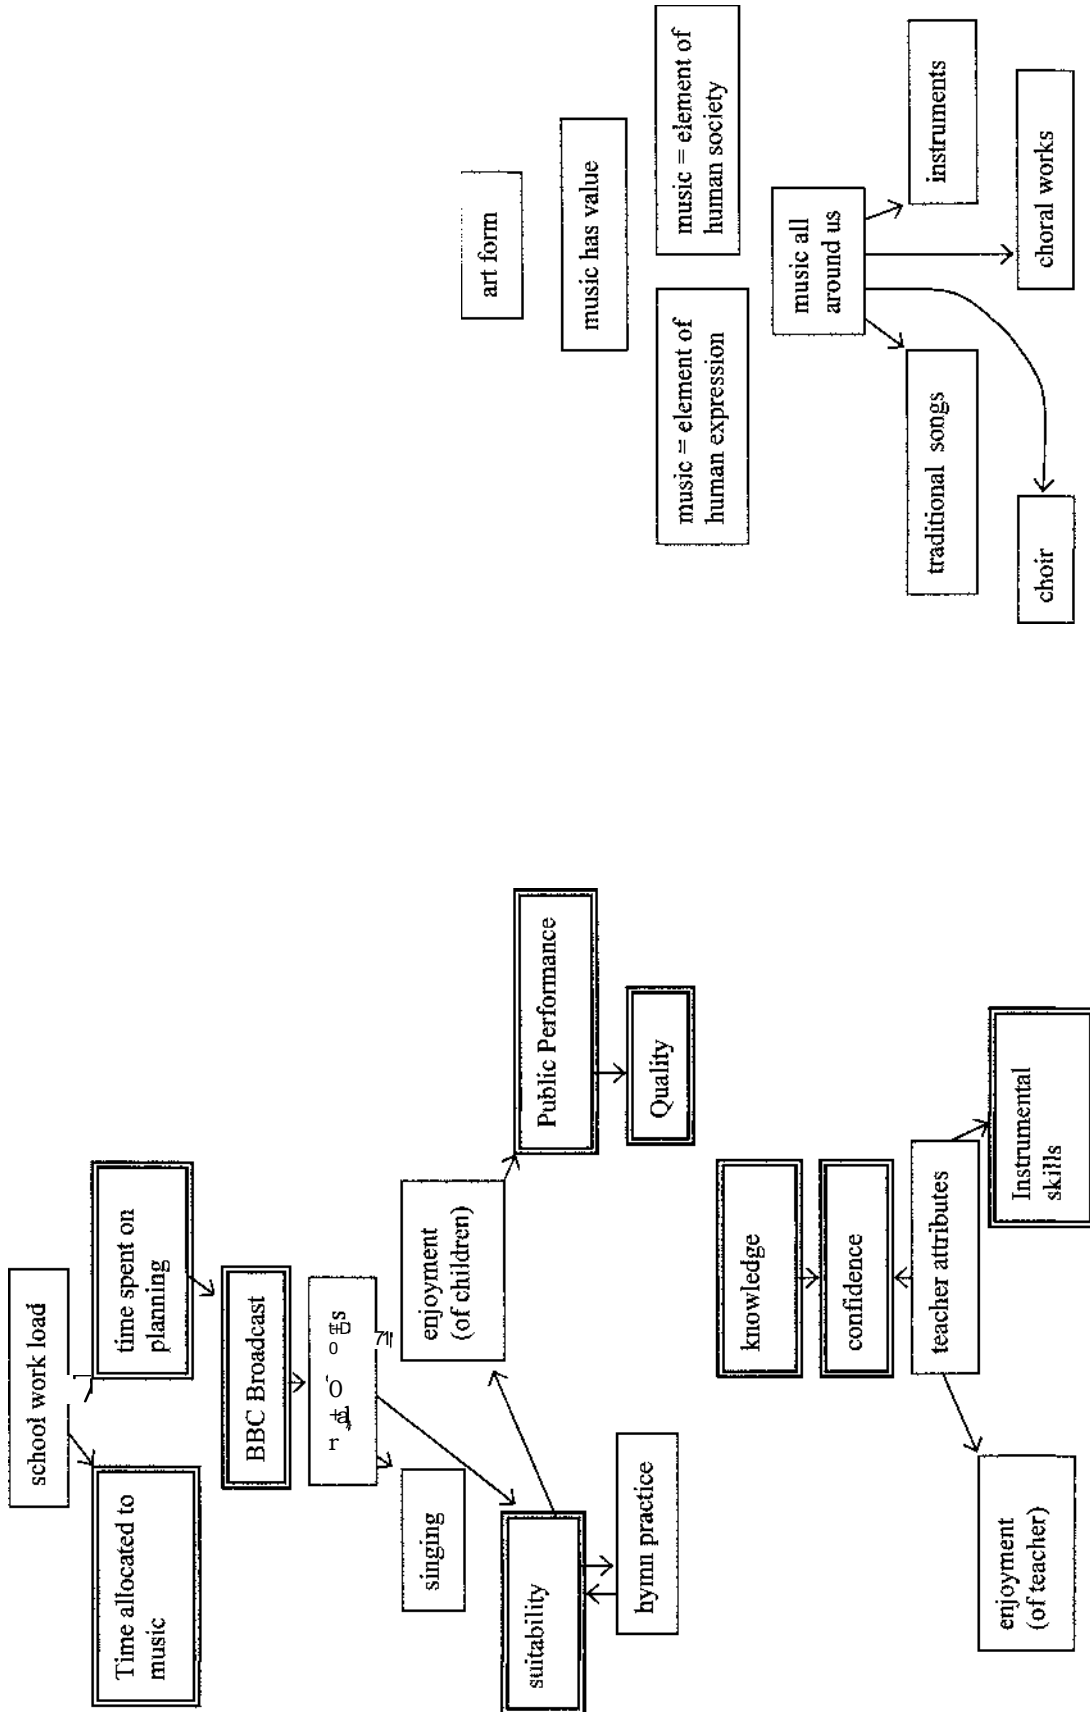 school work load
Time allocated to
music
time spent on
planning
BBC Broadcast
singing
enjoyment
(of children)
suitability
Public Performance
hymn practice
Quality
knowledge
confidence
teacher attributes
enjoyment
(of teacher)
Instrumental
skills
art form
music has value
music = element of
human expression
music = element of
human society
music all
around us
traditional songs
instruments
choir
choral works